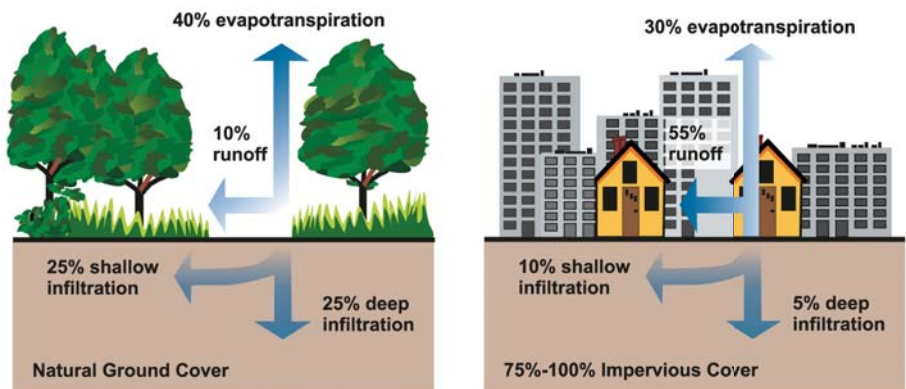 40% evapotranspiration
10%
runoff
25% shallow
infiltration
25% deep
infiltration
Natural Ground Cover
30% evapotranspiration
55%
runoff
10% shallow
infiltration
5% deep
infiltration
75%-100% Impervious Cover